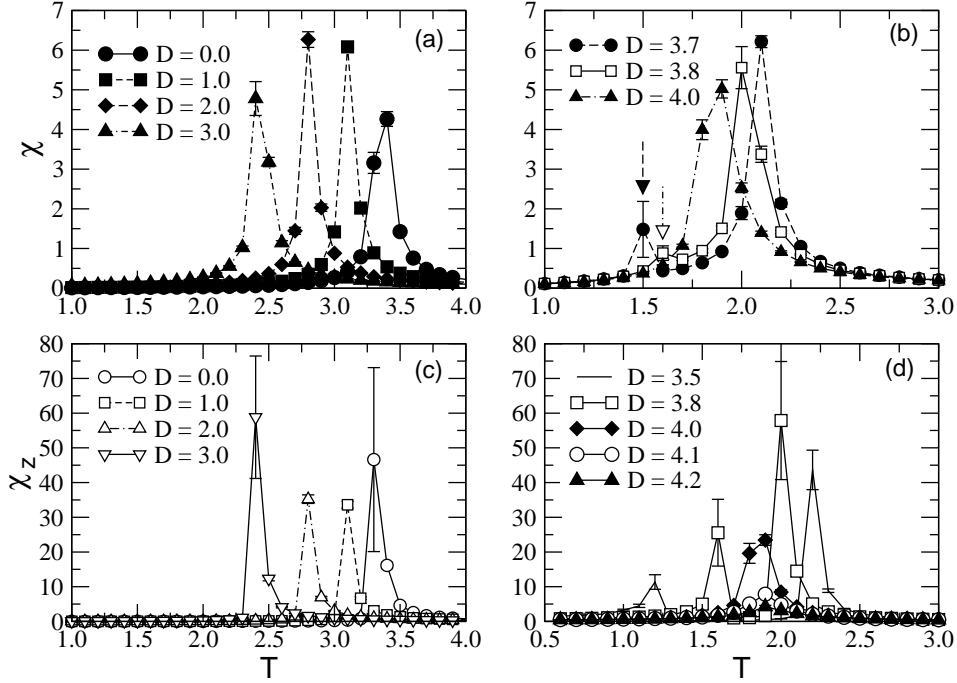 (a)
χ
7
6
5
4
3
2
1
0
D = 0.0
D = 1.0
D = 2.0
D = 3.0
1.0 1.5 2.0 2.5 3.0 3.5 4.0
(b)
7
6
5
4
3
2
1
0
D = 3.7
D = 3.8
D = 4.0
1.0 1.5 2.0 2.5 3.0
(c)
χz
80
70
60
50
40
30
20
10
0
D = 0.0
D = 1.0
D = 2.0
D = 3.0
1.0 1.5 2.0 2.5 3.0 3.5 4.0
T
(d)
80
70
60
50
40
30
20
10
0
D = 3.5
D = 3.8
D = 4.0
D = 4.1
D = 4.2
0.5 1.0 1.5 2.0 2.5 3.0
T